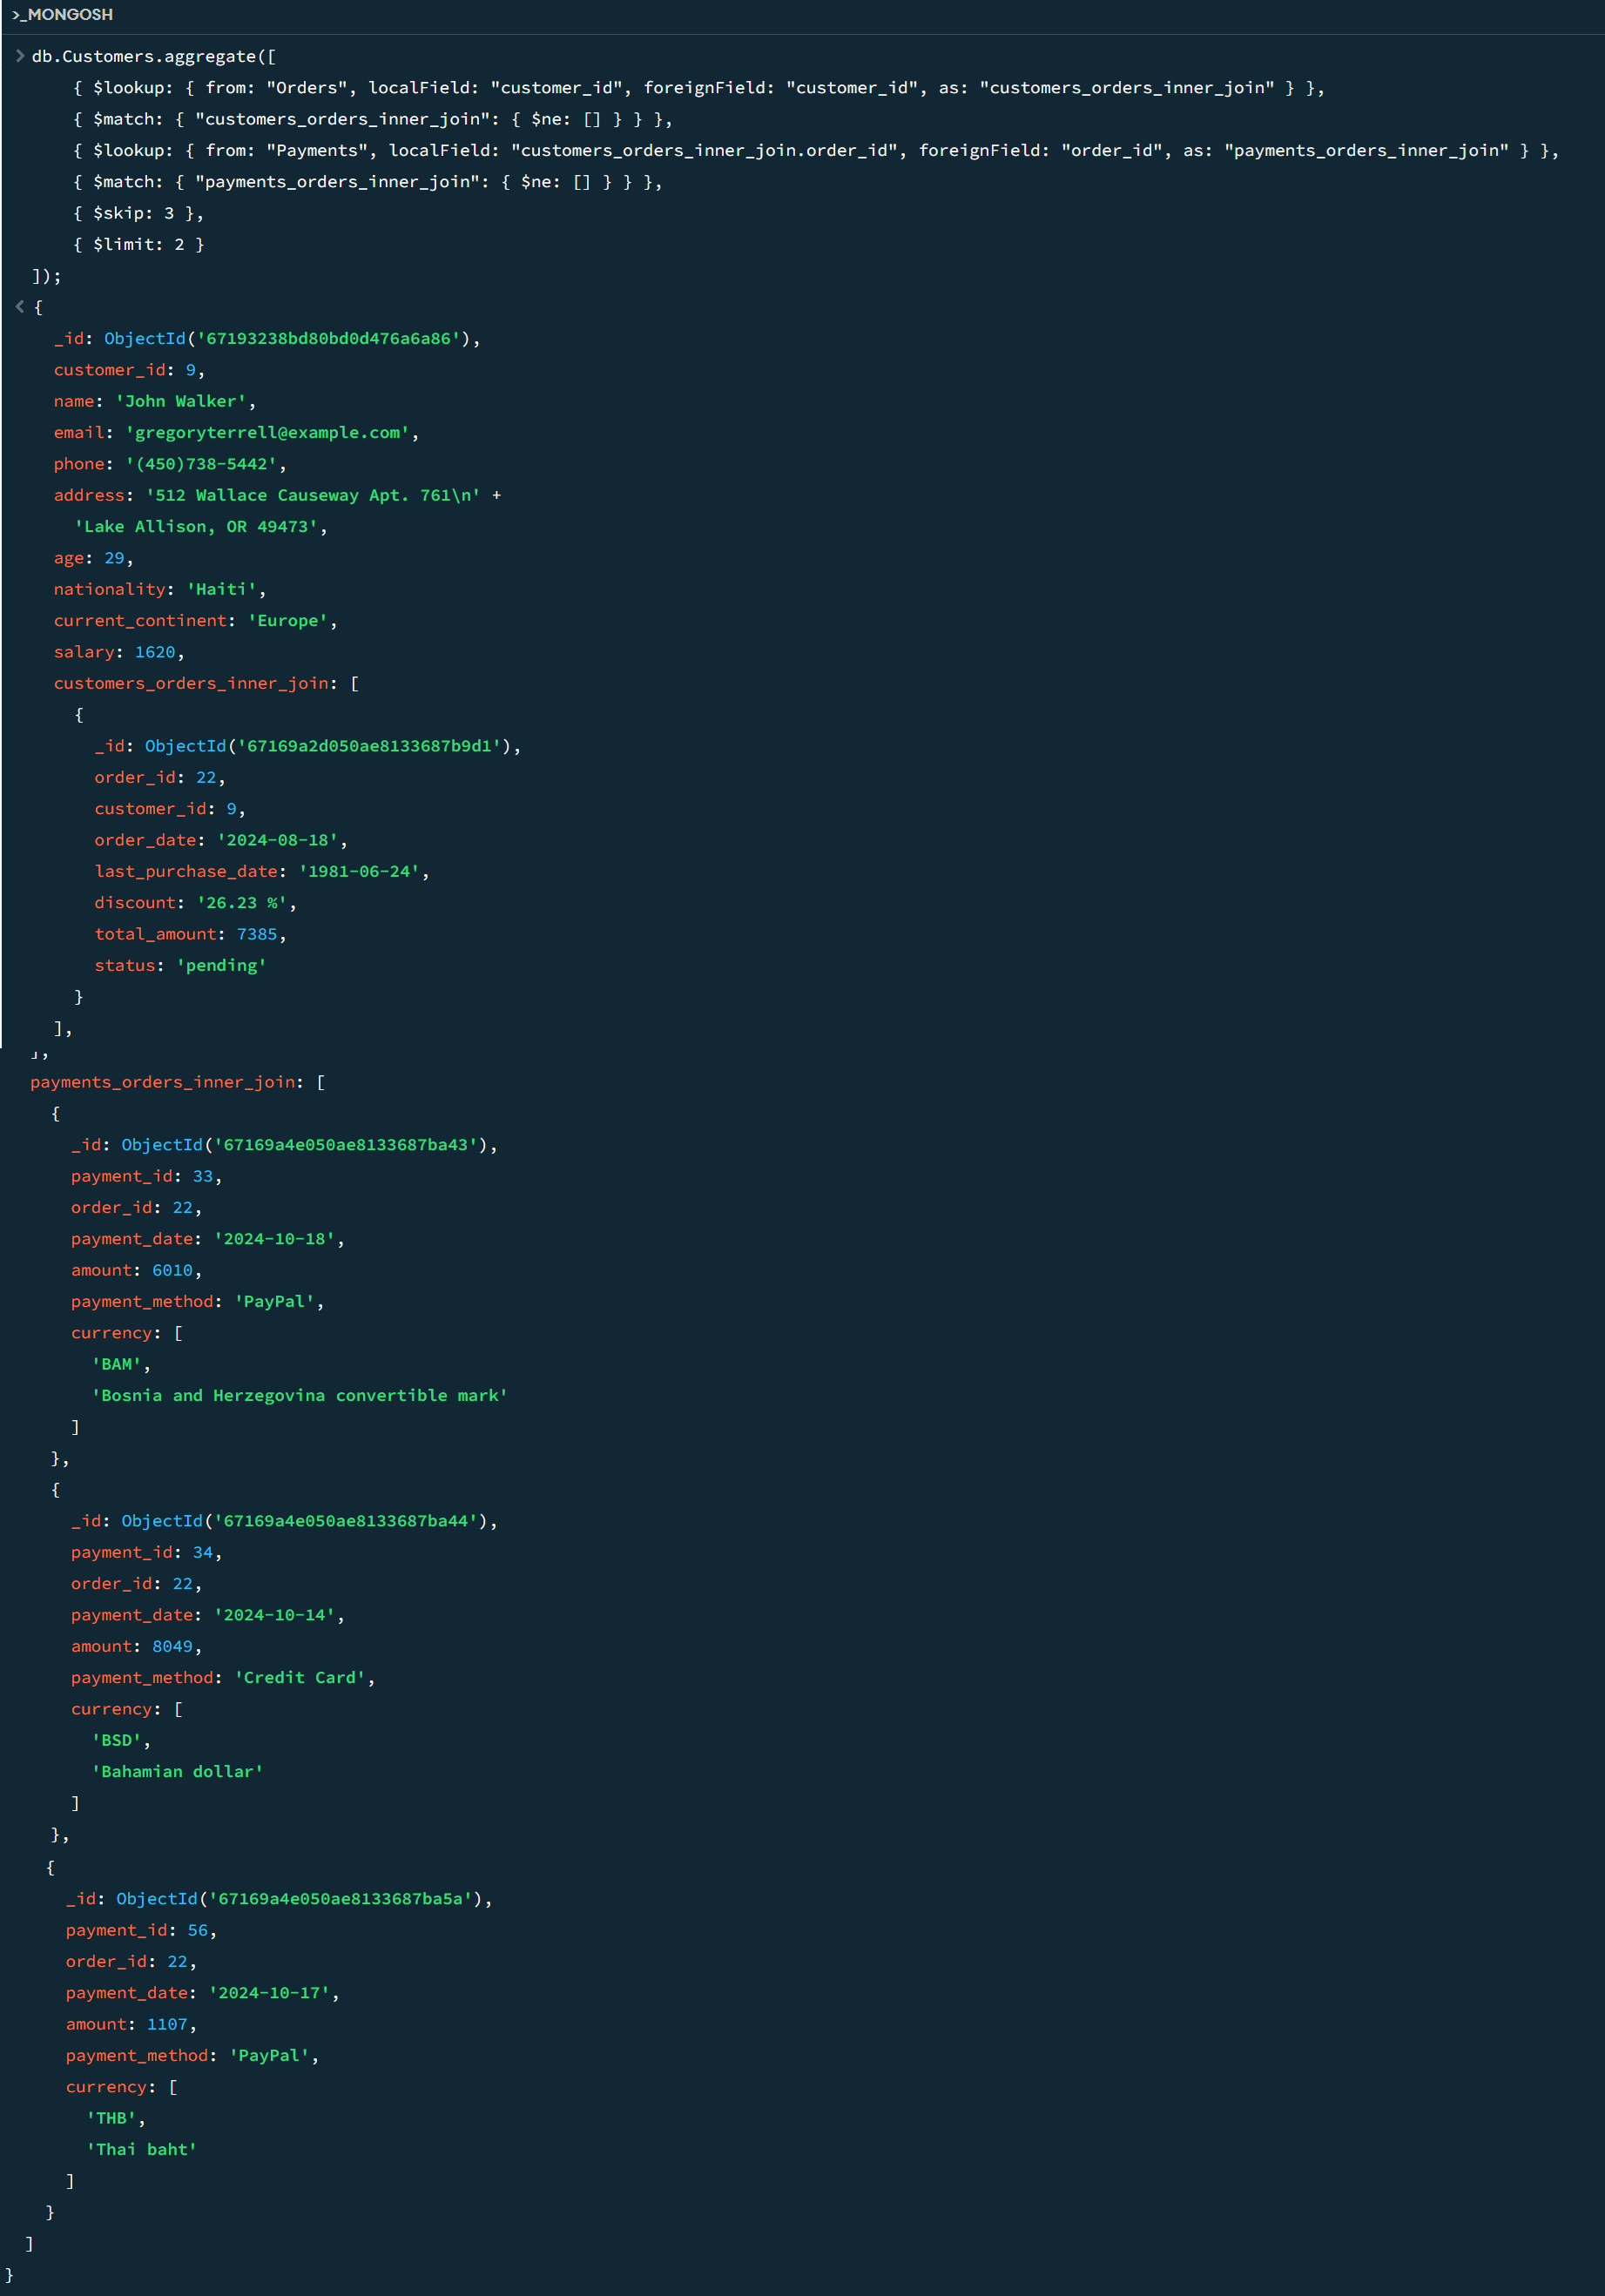 >_MONGOSH
> db.Customers.aggregate([
{ $lookup: { from: "Orders", localField: "customer_id", foreignField: "customer_id", as: "customers_orders_inner_join" } },
{ $match: { "customers_orders_inner_join": { $ne: [] } } },
{ $lookup: { from: "Payments", localField: "customers_orders_inner_join.order_id", foreignField: "order_id", as: "payments_orders_inner_join" } },
{ $match: { "payments_orders_inner_join": { $ne: [] } } },
{ $skip: 3 },
{ $limit: 2 }
]);
< {
_id: ObjectId('67193238bd80bd0d476a6a86'),
customer_id: 9,
name: 'John Walker',
email: 'gregoryterrell@example.com',
phone: '(450)738-5442',
address: '512 Wallace Causeway Apt. 761\n' +
'Lake Allison, OR 49473',
age: 29,
nationality: 'Haiti',
current_continent: 'Europe',
salary: 1620,
customers_orders_inner_join: [
{
_id: ObjectId('67169a2d050ae8133687b9d1'),
order_id: 22,
customer_id: 9,
order_date: '2024-08-18',
last_purchase_date: '1981-06-24',
discount: '26.23 %',
total_amount: 7385,
status: 'pending'
}
],
],
payments_orders_inner_join: [
{
_id: ObjectId('67169a4e050ae8133687ba43'),
payment_id: 33,
order_id: 22,
payment_date: '2024-10-18',
amount: 6010,
payment_method: 'PayPal',
currency: [
'BAM',
'Bosnia and Herzegovina convertible mark'
]
},
{
_id: ObjectId('67169a4e050ae8133687ba44'),
payment_id: 34,
order_id: 22,
payment_date: '2024-10-14',
amount: 8049,
payment_method: 'Credit Card',
currency: [
'BSD',
'Bahamian dollar'
]
},
{
_id: ObjectId('67169a4e050ae8133687ba5a'),
payment_id: 56,
order_id: 22,
payment_date: '2024-10-17',
amount: 1107,
payment_method: 'PayPal',
currency: [
'THB',
'Thai baht'
]
}
]
}